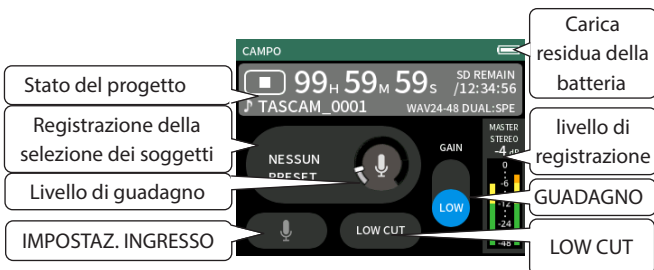 Carica
residua della
batteria
CAMPO
Stato del progetto
99H 59M 59s
SD REMAIN
/12:34:56
TASCAM_0001
WAV24-48 DUAL:SPE
Registrazione della
selezione dei soggetti
NESSUN
PRESET
GAIN
MASTER
STEREO
-4 dB
livello di
registrazione
0
-6
-12
-24
-48
Livello di guadagno
LOW
GUADAGNO
IMPOSTAZ. INGRESSO
LOW CUT
LOW CUT